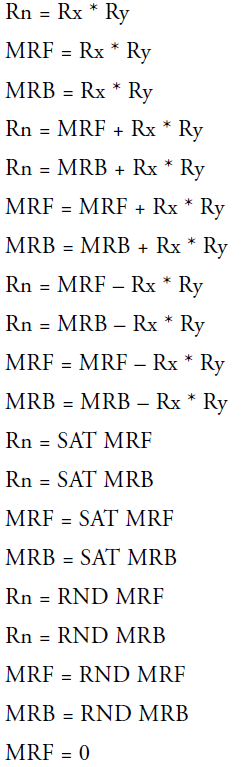 Rn = Rx * Ry
MRF = Rx * Ry
MRB = Rx * Ry
Rn = MRF + Rx * Ry
Rn = MRB + Rx * Ry
MRF = MRF + Rx * Ry
MRB = MRB + Rx * Ry
Rn = MRF – Rx * Ry
Rn = MRB – Rx * Ry
MRF = MRF – Rx * Ry
MRB = MRB – Rx * Ry
Rn = SAT MRF
Rn = SAT MRB
MRF = SAT MRF
MRB = SAT MRB
Rn = RND MRF
Rn = RND MRB
MRF = RND MRF
MRB = RND MRB
MRF = 0